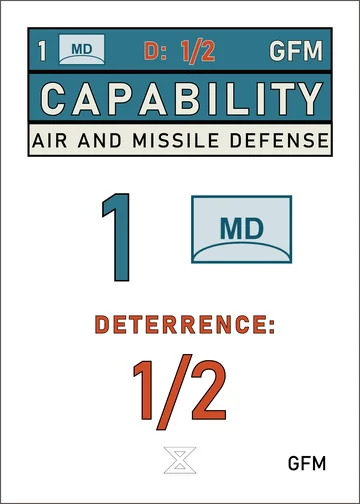 1 MD D: 1/2 GFM
CAPABILITY
AIR AND MISSILE DEFENSE
1 MD
DETERRENCE:
1/2
GFM